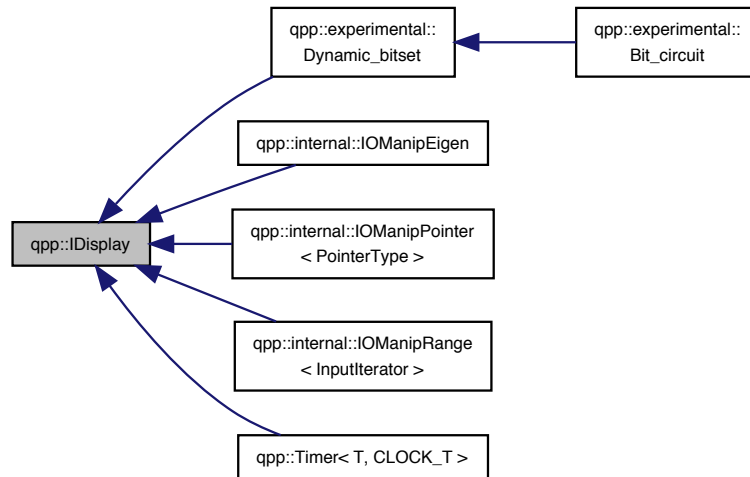 qpp::experimental::
Dynamic_bitset
qpp::experimental::
Bit_circuit
qpp::internal::IOManipEigen
qpp::IDisplay
qpp::internal::IOManipPointer
< PointerType >
qpp::internal::IOManipRange
< InputIterator >
qpp::Timer< T, CLOCK_T >